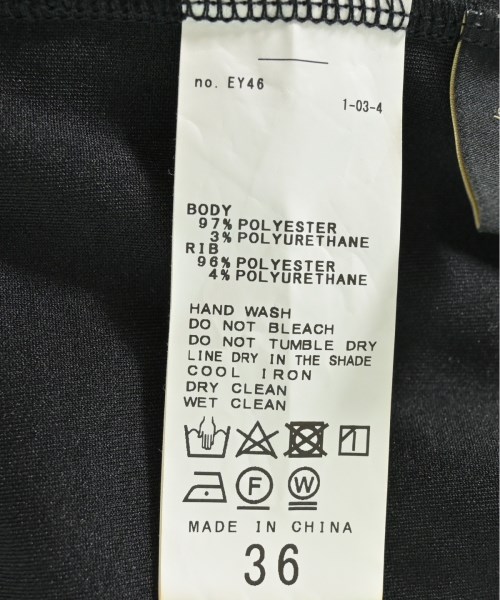 no. EY46
1-03-4
BODY
97% POLYESTER
3% POLYURETHANE
RIB
96% POLYESTER
4% POLYURETHANE
HAND WASH
DO NOT BLEACH
DO NOT TUMBLE DRY
LINE DRY IN THE SHADE
COOL IRON
DRY CLEAN
WET CLEAN
F W
MADE IN CHINA
36